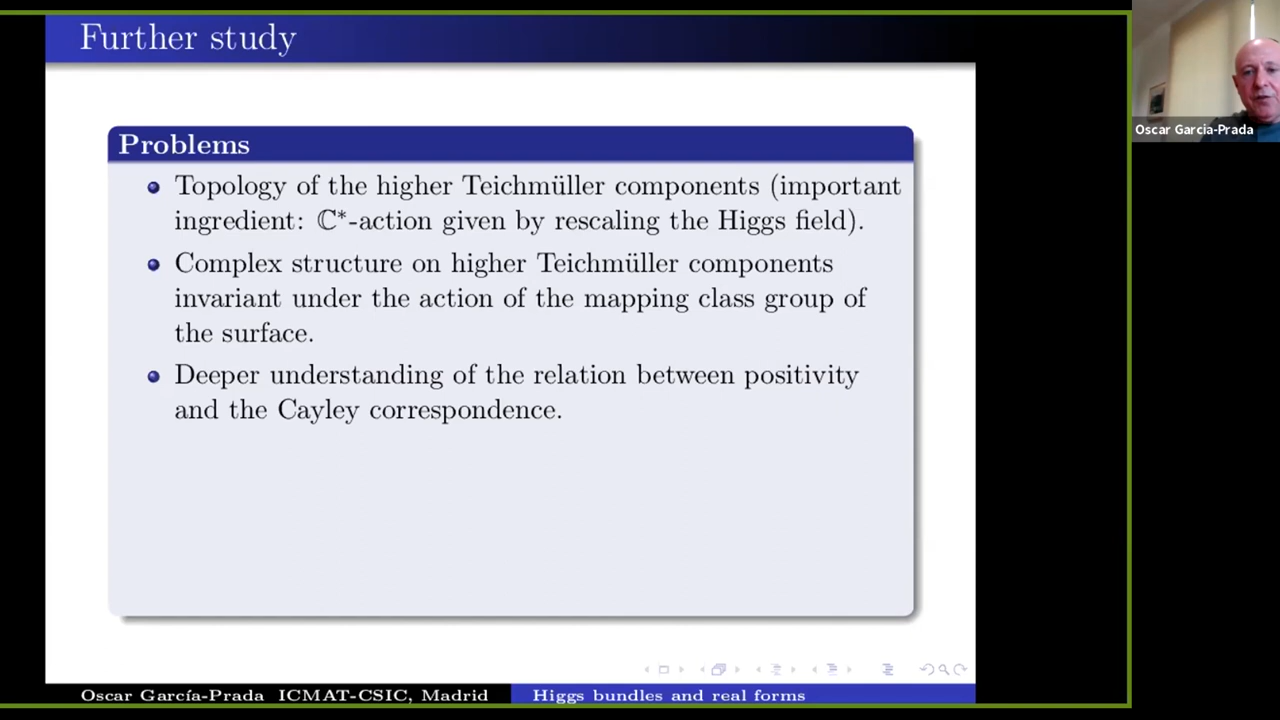 Further study
Problems
Topology of the higher Teichmüller components (important
ingredient: ℂ*-action given by rescaling the Higgs field).
Complex structure on higher Teichmüller components
invariant under the action of the mapping class group of
the surface.
Deeper understanding of the relation between positivity
and the Cayley correspondence.
Oscar García-Prada ICMAT-CSIC, Madrid
Higgs bundles and real forms
Oscar Garcia-Prada